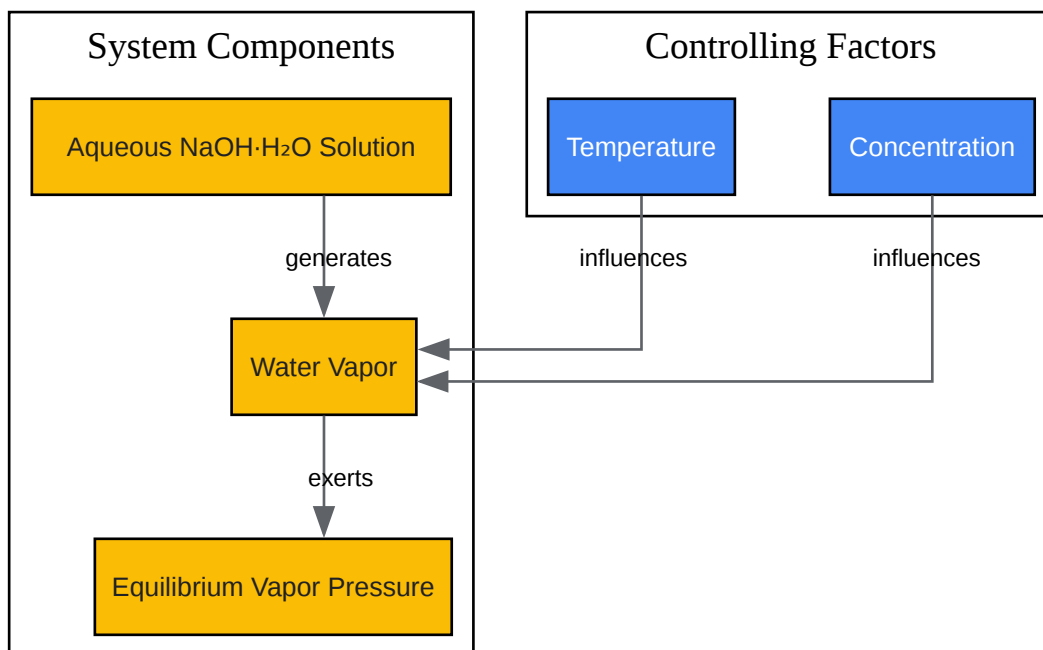 System Components
Controlling Factors
Aqueous NaOH·H₂O Solution
Temperature
Concentration
generates
influences
influences
Water Vapor
exerts
Equilibrium Vapor Pressure